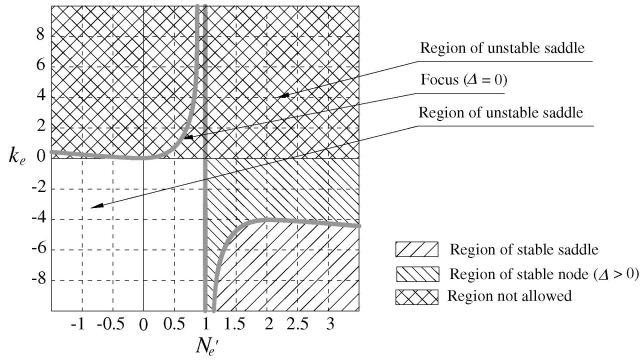 8
6
4
2
0
-2
-4
-6
-8
k_e
-1 -0.5 0 0.5 1 1.5 2 2.5 3
N_e'
Region of unstable saddle
Focus (Δ = 0)
Region of unstable saddle
Region of stable saddle
Region of stable node (Δ > 0)
Region not allowed